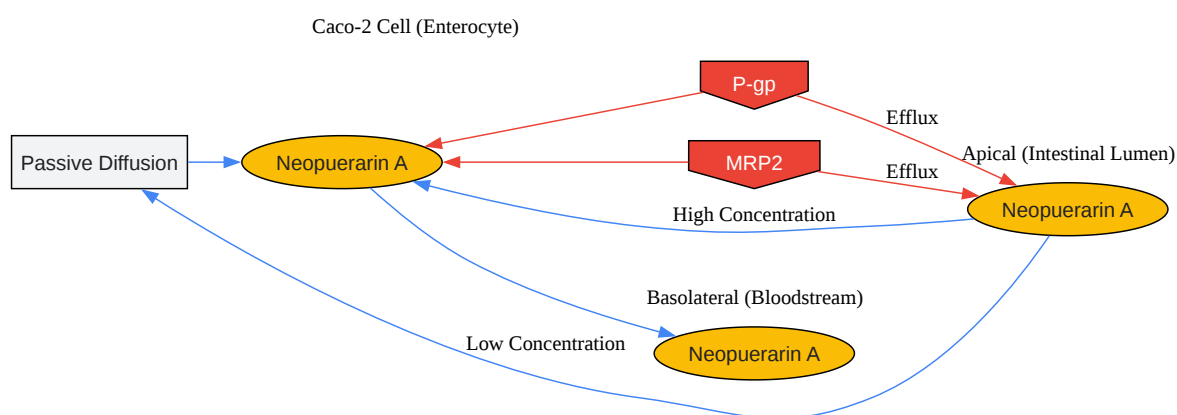 Caco-2 Cell (Enterocyte)
P-gp
Efflux
Apical (Intestinal Lumen)
Passive Diffusion
Neopuerarin A
MRP2
Efflux
Neopuerarin A
High Concentration
Basolateral (Bloodstream)
Low Concentration
Neopuerarin A